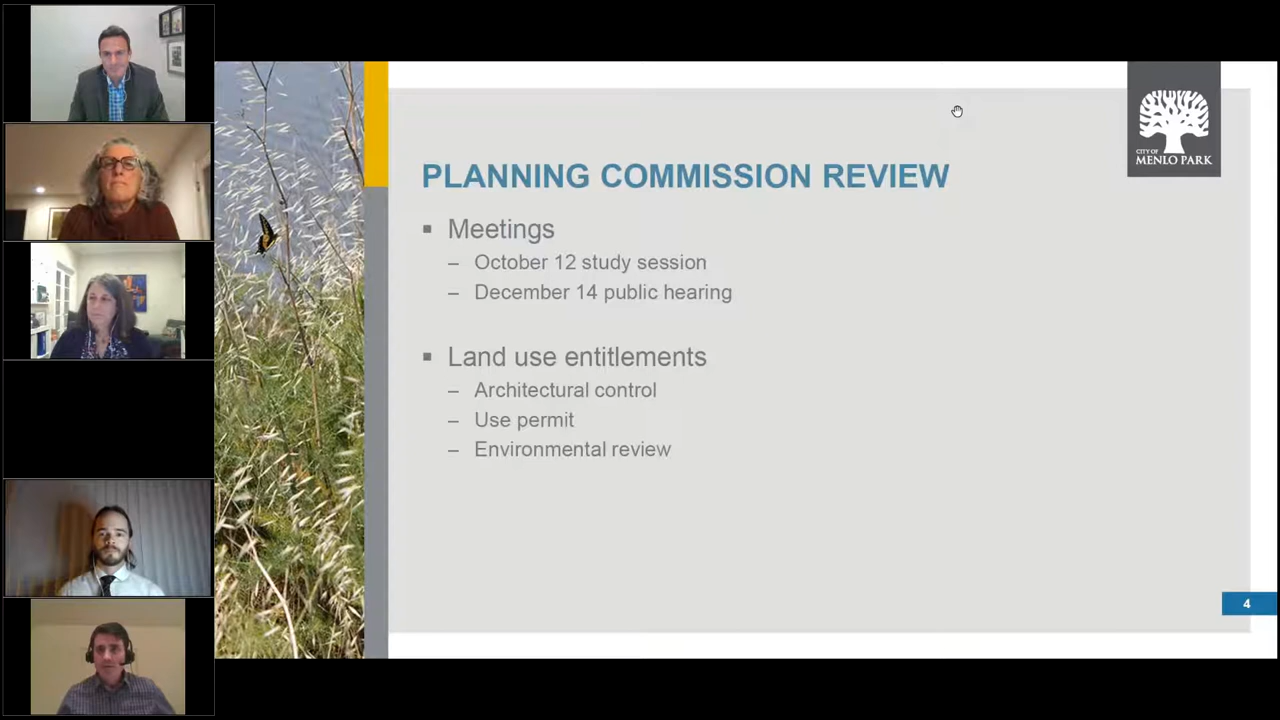 CITY OF
MENLO PARK
PLANNING COMMISSION REVIEW
▪ Meetings
– October 12 study session
– December 14 public hearing
▪ Land use entitlements
– Architectural control
– Use permit
– Environmental review
4